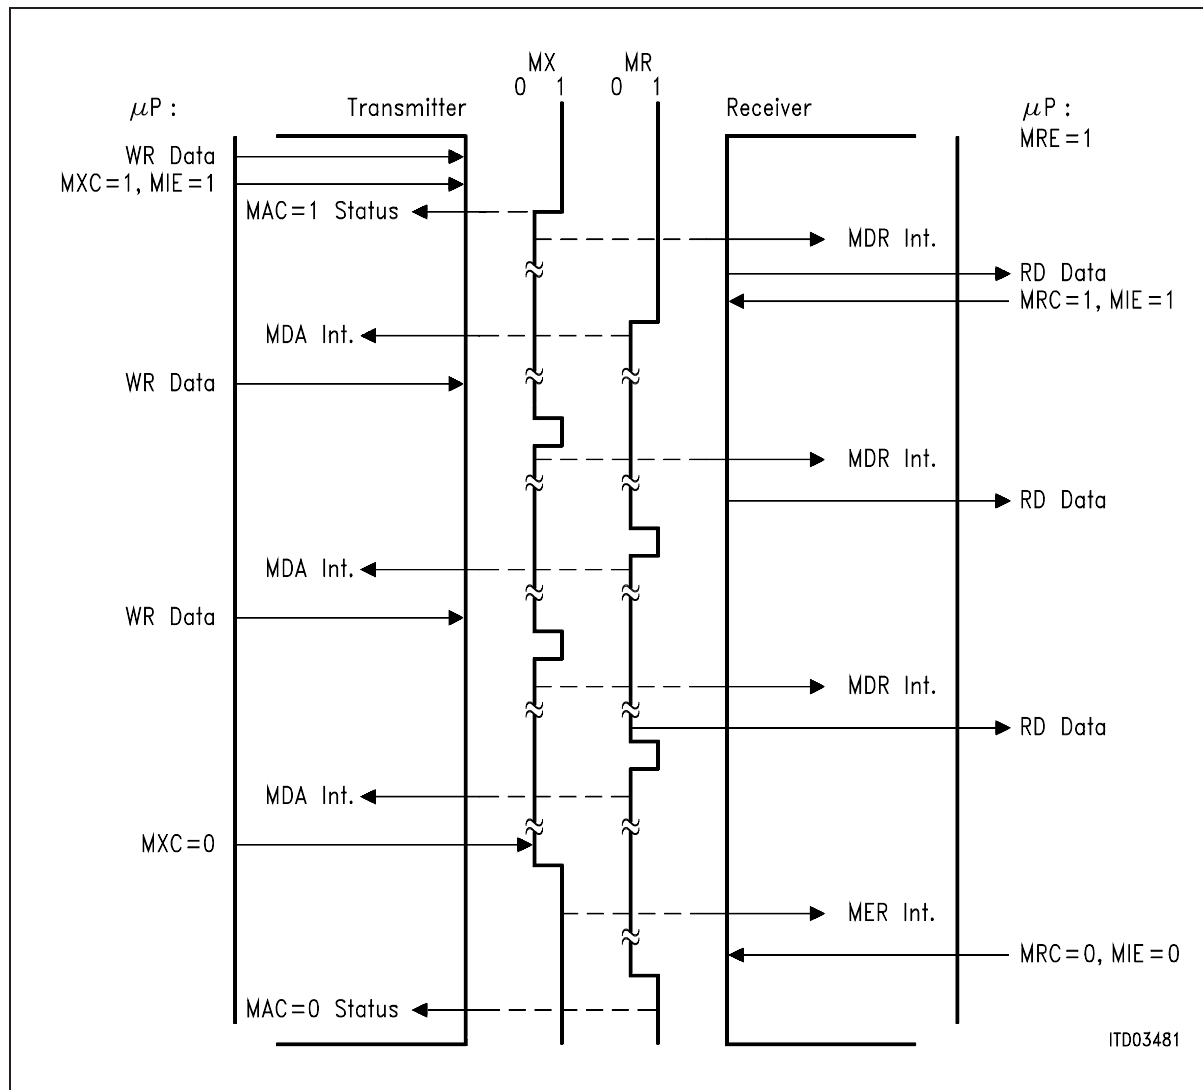 MX MR
0 1 0 1
μP: Transmitter Receiver μP:
MRE=1
WR Data
MXC=1, MIE=1
MAC=1 Status
MDR Int.
RD Data
MRC=1, MIE=1
MDA Int.
WR Data
MDR Int.
RD Data
MDA Int.
WR Data
MDR Int.
RD Data
MDA Int.
MXC=0
MER Int.
MRC=0, MIE=0
MAC=0 Status
ITD03481